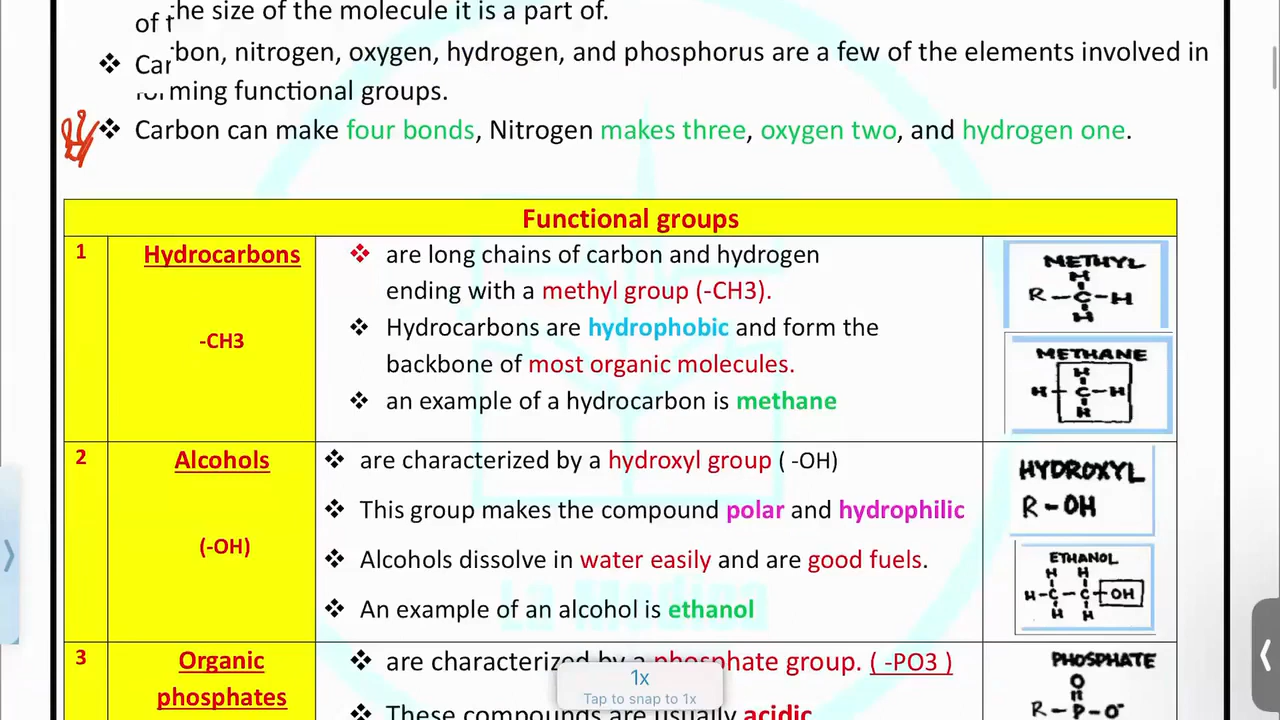 of t he size of the molecule it is a part of.
❖ Carbon, nitrogen, oxygen, hydrogen, and phosphorus are a few of the elements involved in
forming functional groups.
❖ Carbon can make four bonds, Nitrogen makes three, oxygen two, and hydrogen one.
Functional groups
1
Hydrocarbons
-CH3
❖ are long chains of carbon and hydrogen
ending with a methyl group (-CH3).
❖ Hydrocarbons are hydrophobic and form the
backbone of most organic molecules.
❖ an example of a hydrocarbon is methane
METHYL
H
R-C-H
H
METHANE
H
H-C-H
H
2
Alcohols
(-OH)
❖ are characterized by a hydroxyl group ( -OH)
❖ This group makes the compound polar and hydrophilic
❖ Alcohols dissolve in water easily and are good fuels.
❖ An example of an alcohol is ethanol
HYDROXYL
R-OH
ETHANOL
H H
H-C-C-OH
H H
3
Organic
phosphates
❖ are characterized by a phosphate group. ( -PO3 )
❖ These compounds are usually acidic
PHOSPHATE
O
R-P-O-
1x
Tap to snap to 1x